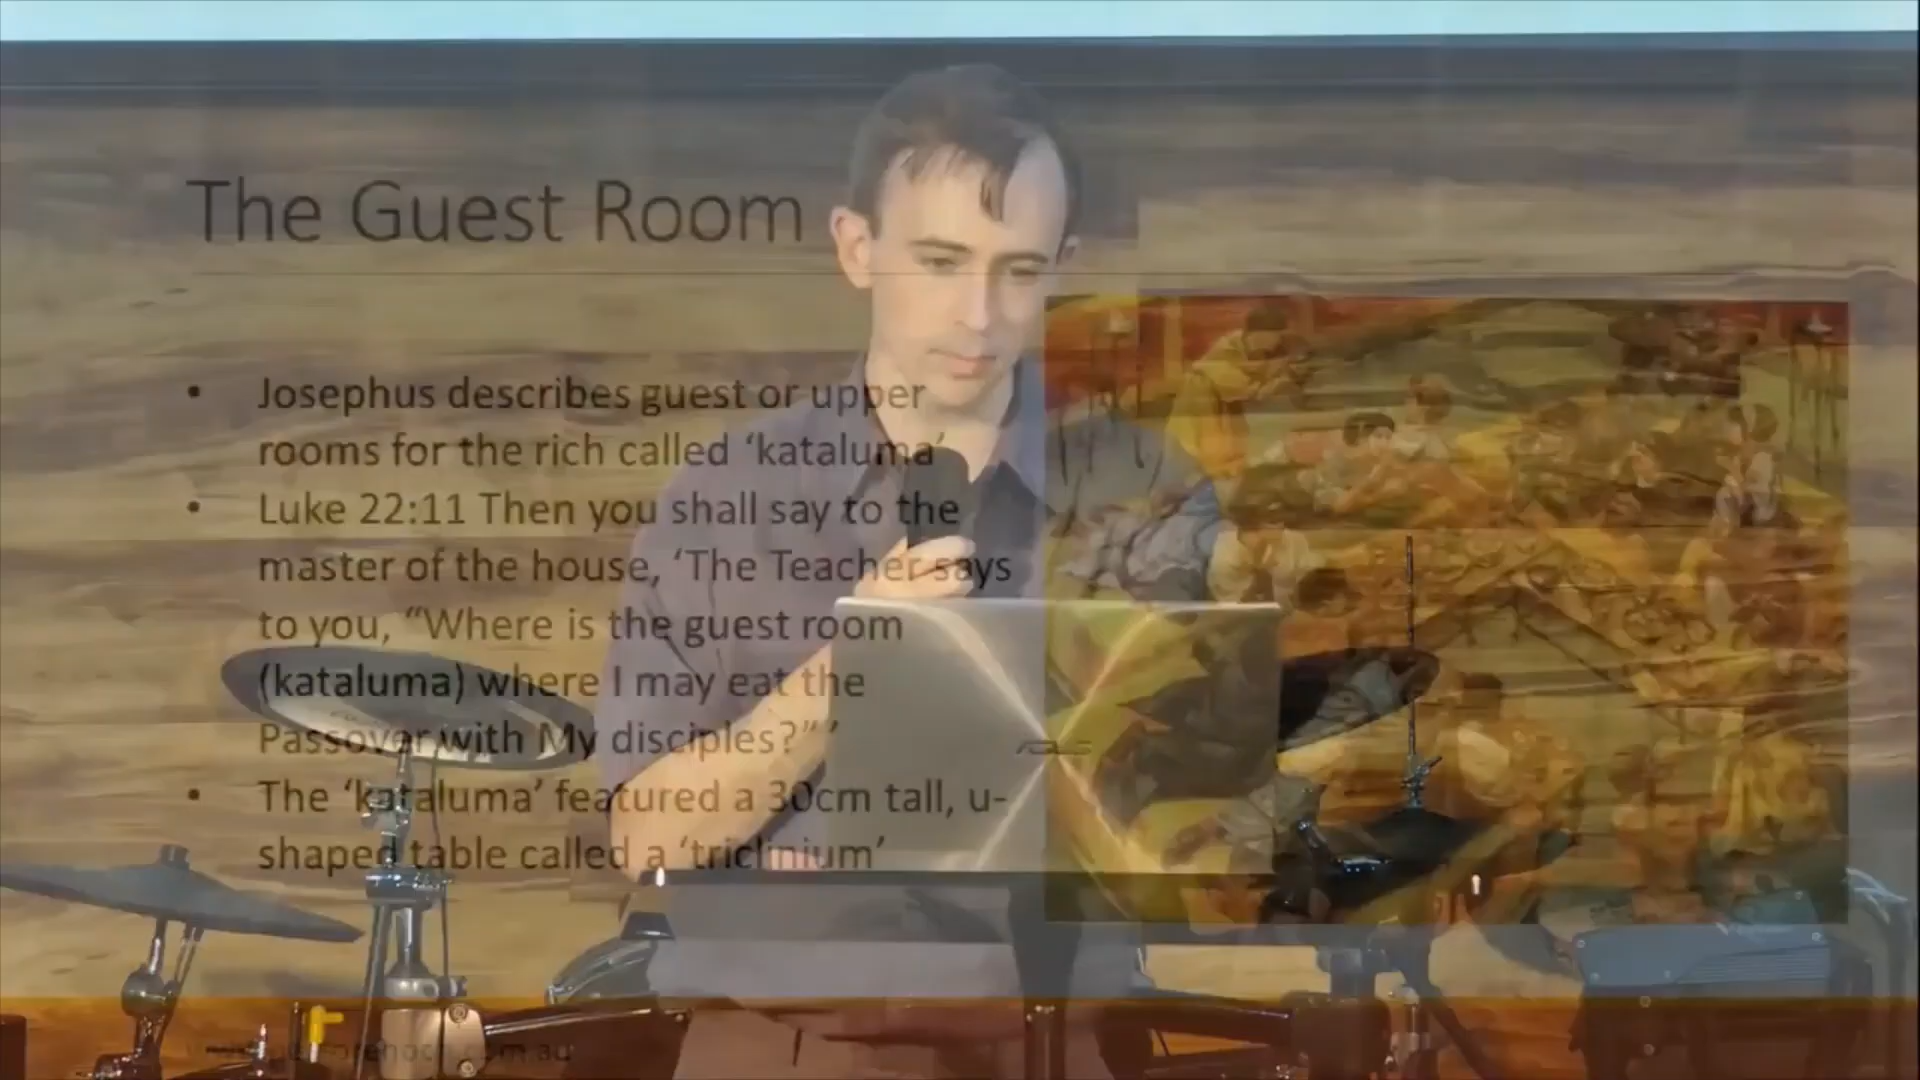 The Guest Room
• Josephus describes guest or upper
rooms for the rich called ‘kataluma’
• Luke 22:11 Then you shall say to the
master of the house, ‘The Teacher says
to you, “Where is the guest room
(kataluma) where I may eat the
Passover with My disciples?” ’
• The ‘kataluma’ featured a 30cm tall, u-
shaped table called a ‘triclinium’